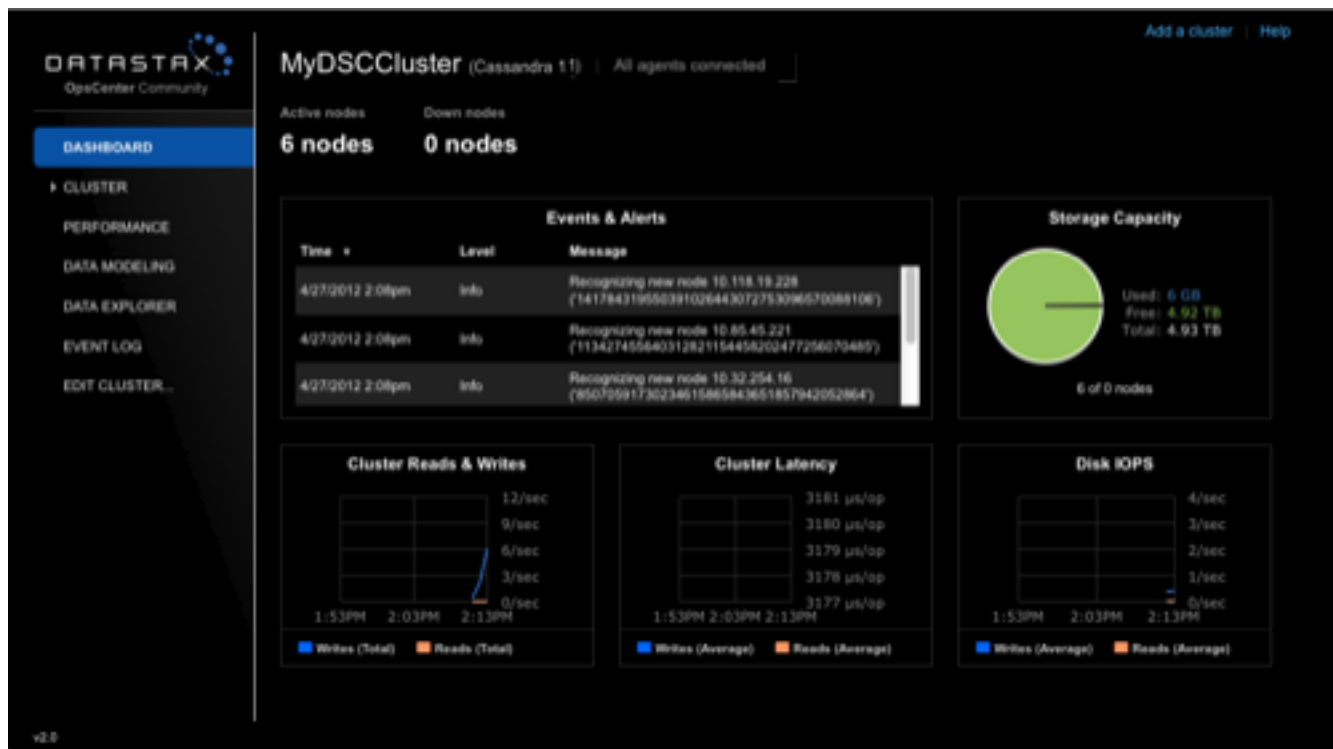 Add a cluster | Help
DATASTAX
OpsCenter Community
MyDSCCluster (Cassandra 1.1) | All agents connected
Active nodes Down nodes
6 nodes 0 nodes
DASHBOARD
CLUSTER
PERFORMANCE
DATA MODELING
DATA EXPLORER
EVENT LOG
EDIT CLUSTER...
Events & Alerts
Time Level Message
4/27/2012 2:08pm Info Recognizing new node 10.118.19.228
4/27/2012 2:08pm Info Recognizing new node 10.85.45.221
4/27/2012 2:08pm Info Recognizing new node 10.32.254.16
Storage Capacity
Used: 6 GB
Free: 4.92 TB
Total: 4.93 TB
6 of 0 nodes
Cluster Reads & Writes
12/sec
9/sec
6/sec
3/sec
0/sec
1:53PM 2:03PM 2:13PM
Writes (Total) Reads (Total)
Cluster Latency
3181 µs/op
3180 µs/op
3179 µs/op
3178 µs/op
3177 µs/op
1:53PM 2:03PM 2:13PM
Writes (Average) Reads (Average)
Disk IOPS
4/sec
3/sec
2/sec
1/sec
0/sec
1:53PM 2:03PM 2:13PM
Writes (Average) Reads (Average)
v2.0